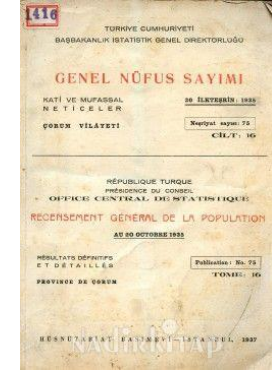 1416
TÜRKİYE CUMHURİYETİ
BAŞBAKANLIK İSTATİSTİK GENEL DİREKTÖRLÜĞÜ
GENEL NÜFUS SAYIMI
KATİ VE MUFASSAL
NETİCELER
20 İLKTEŞRİN : 1935
ÇORUM VİLÂYETİ
Neşriyat sayısı: 75
CİLT: 16
RÉPUBLIQUE TURQUE
PRÉSIDENCE DU CONSEIL
OFFICE CENTRAL DE STATISTIQUE
RECENSEMENT GÉNÉRAL DE LA POPULATION
AU 20 OCTOBRE 1935
RÉSULTATS DÉFINITIFS
ET DÉTAILLÉS
Publication : No. 75
TOME: 16
PROVINCE DE ÇORUM
HÜSNÜTABİAT BASIMEVİ İSTANBUL, 1937
nadirkitap